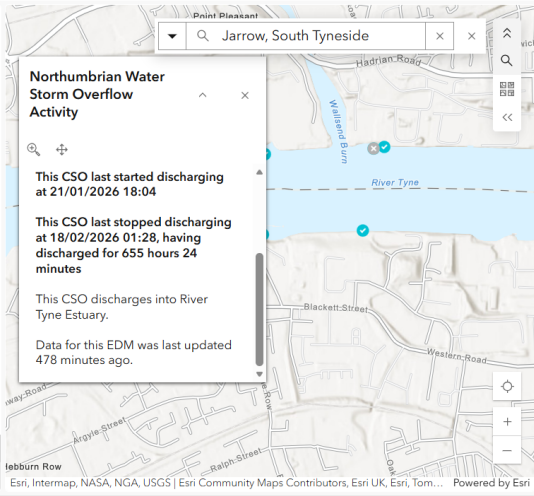 Point Pleasant
Jarrow, South Tyneside
Hadrian Road
Northumbrian Water
Storm Overflow
Activity
Wallsend Burn
This CSO last started discharging
at 21/01/2026 18:04
River Tyne
This CSO last stopped discharging
at 18/02/2026 01:28, having
discharged for 655 hours 24
minutes
This CSO discharges into River
Tyne Estuary.
Blackett Street
Data for this EDM was last updated
478 minutes ago.
Western Road
Argyle Street
Ralph Street
Hebburn Row
Esri, Intermap, NASA, NGA, USGS | Esri Community Maps Contributors, Esri UK, Esri, Tom...
Powered by Esri